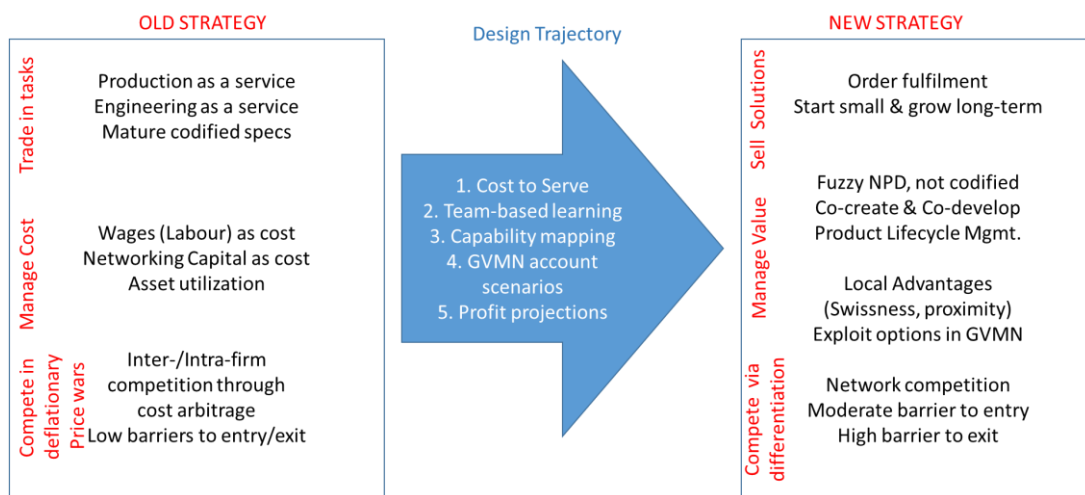 OLD STRATEGY
Trade in tasks
Production as a service
Engineering as a service
Mature codified specs
Manage Cost
Wages (Labour) as cost
Networking Capital as cost
Asset utilization
Compete in
deflationary
Price wars
Inter-/Intra-firm
competition through
cost arbitrage
Low barriers to entry/exit
Design Trajectory
1. Cost to Serve
2. Team-based learning
3. Capability mapping
4. GVMN account
scenarios
5. Profit projections
NEW STRATEGY
Sell Solutions
Order fulfilment
Start small & grow long-term
Manage Value
Fuzzy NPD, not codified
Co-create & Co-develop
Product Lifecycle Mgmt.
Local Advantages
(Swissness, proximity)
Exploit options in GVMN
Compete via
differentiation
Network competition
Moderate barrier to entry
High barrier to exit